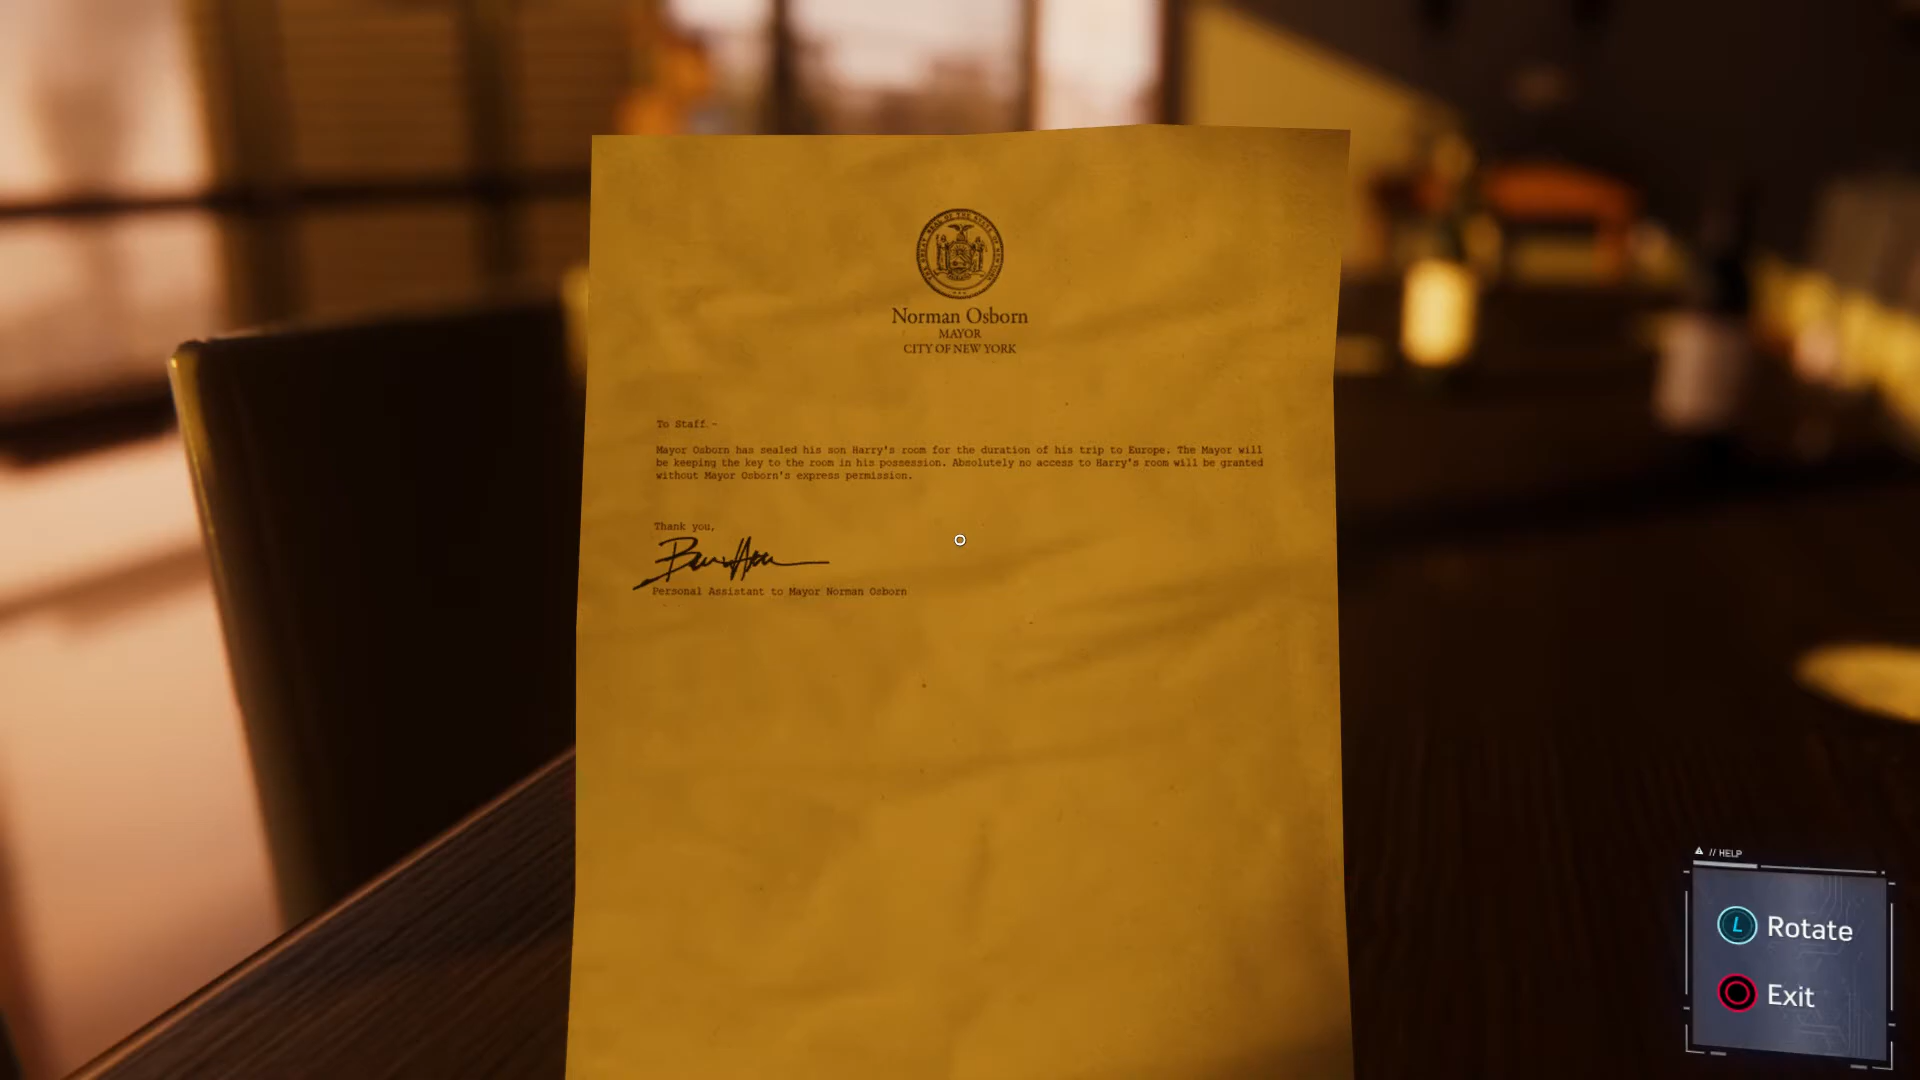 Norman Osborn
MAYOR
CITY OF NEW YORK
To Staff -
Mayor Osborn has sealed his son Harry's room for the duration of his trip to Europe. The Mayor will
be keeping the key to the room in his possession. Absolutely no access to Harry's room will be granted
without Mayor Osborn's express permission.
Thank you,
Personal Assistant to Mayor Norman Osborn
// HELP
L Rotate
Exit